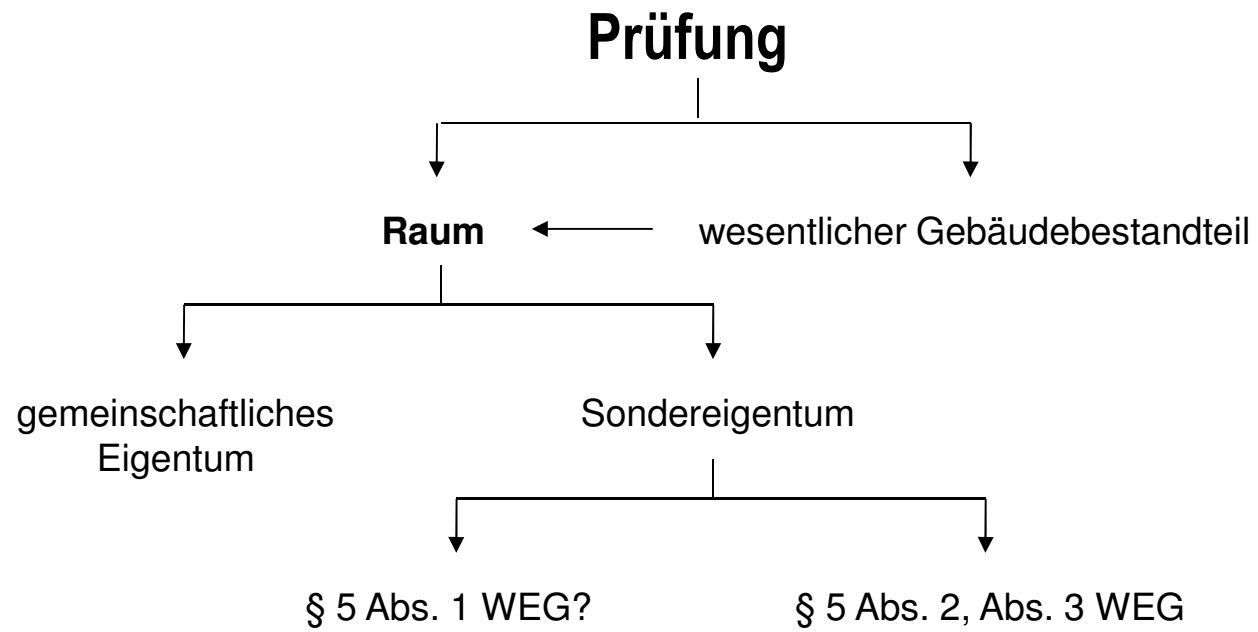 Prüfung
Raum
wesentlicher Gebäudebestandteil
gemeinschaftliches
Eigentum
Sondereigentum
§ 5 Abs. 1 WEG?
§ 5 Abs. 2, Abs. 3 WEG